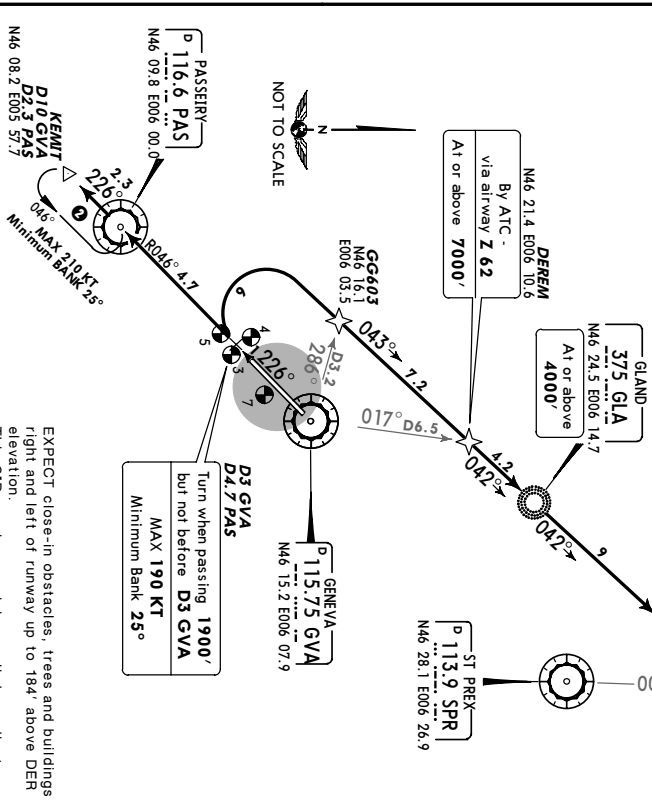 PASSEIRY
D 116.6 PAS
N46 09.8 E006 00.0
KEMIT
D10 GVA
D2.3 PAS
N46 08.2 E005 57.7
2.3
226°
2
046°
MAX 210 KT
Minimum BANK 25°
R046° 4.7
NOT TO SCALE
N
DEREM
N46 21.4 E006 10.6
By ATC -
via airway Z 62
At or above 7000'
GG603
N46 16.1
E006 03.5
9
043°
7.2
286°
D3.2
017° D6.5
GLAND
375 GLA
N46 24.5 E006 14.7
At or above
4000'
4.2
042°
042°
9
5
4
3
7
226°
D3 GVA
D4.7 PAS
Turn when passing 1900'
but not before D3 GVA
MAX 190 KT
Minimum Bank 25°
GENEVA
D 115.75 GVA
N46 15.2 E006 07.9
ST PREX
D 113.9 SPR
N46 28.1 E006 26.9
00
EXPECT close-in obstacles, trees and buildings
right and left of runway up to 184' above DER
elevation.